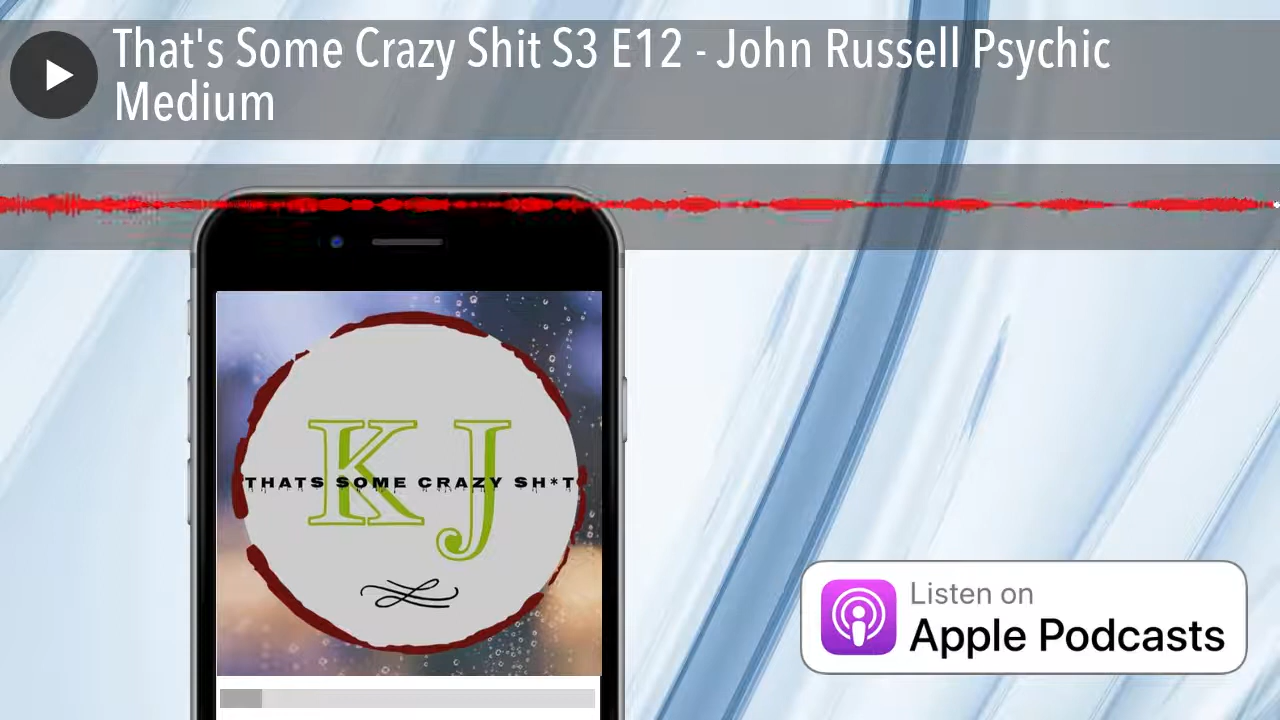 That's Some Crazy Shit S3 E12 - John Russell Psychic
Medium
KJ
THATS SOME CRAZY SH*T
Listen on
Apple Podcasts